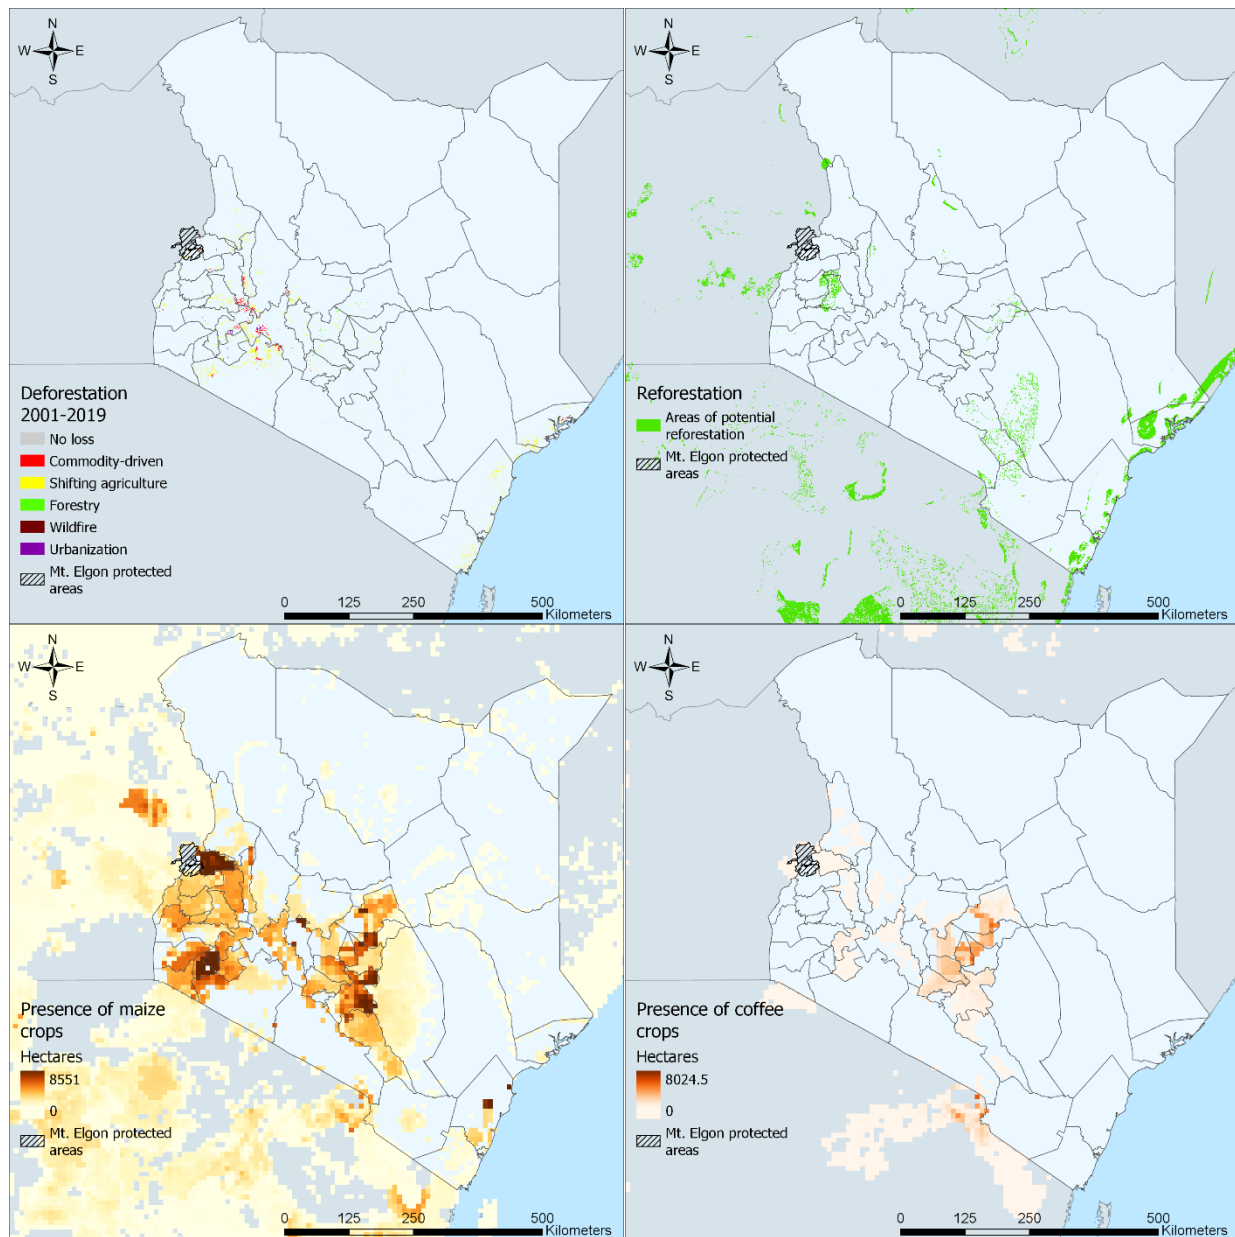 N
W E
S
Deforestation
2001-2019
No loss
Commodity-driven
Shifting agriculture
Forestry
Wildfire
Urbanization
Mt. Elgon protected
areas
0 125 250 500
Kilometers
N
W E
S
Reforestation
Areas of potential
reforestation
Mt. Elgon protected
areas
0 125 250 500
Kilometers
N
W E
S
Presence of maize
crops
Hectares
8551
0
Mt. Elgon protected
areas
0 125 250 500
Kilometers
N
W E
S
Presence of coffee
crops
Hectares
8024.5
0
Mt. Elgon protected
areas
0 125 250 500
Kilometers